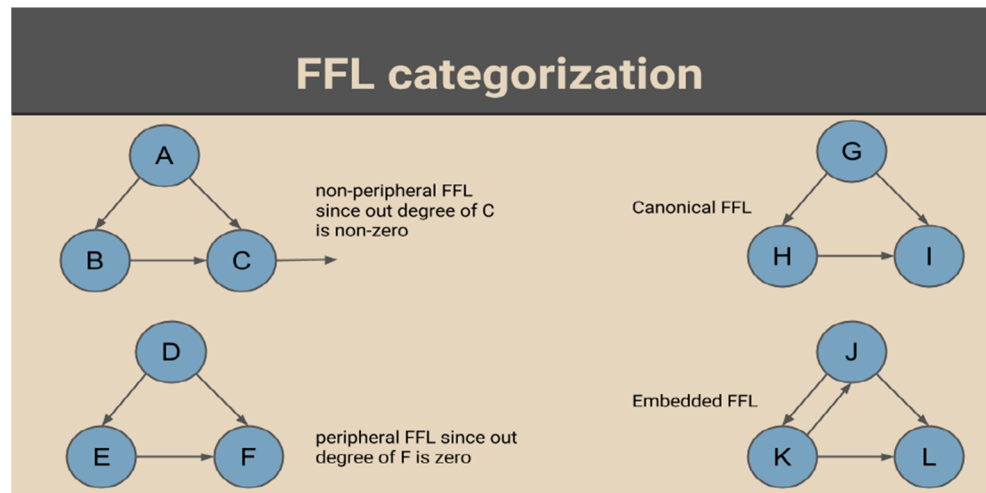 FFL categorization
A
B
C
non-peripheral FFL
since out degree of C
is non-zero
G
Canonical FFL
H
I
D
E
F
peripheral FFL since out
degree of F is zero
J
Embedded FFL
K
L